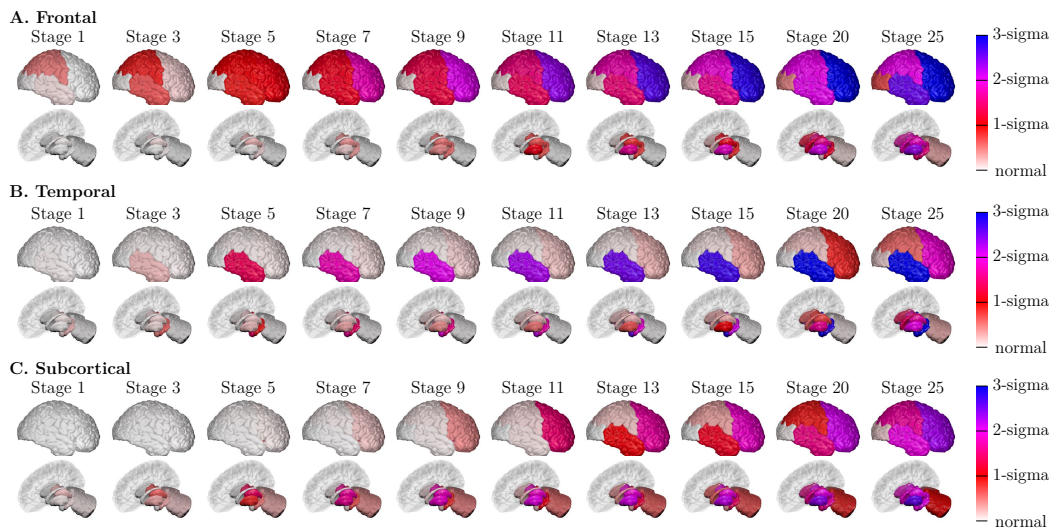 A. Frontal
Stage 1 Stage 3 Stage 5 Stage 7 Stage 9 Stage 11 Stage 13 Stage 15 Stage 20 Stage 25
3-sigma
2-sigma
1-sigma
normal
B. Temporal
Stage 1 Stage 3 Stage 5 Stage 7 Stage 9 Stage 11 Stage 13 Stage 15 Stage 20 Stage 25
3-sigma
2-sigma
1-sigma
normal
C. Subcortical
Stage 1 Stage 3 Stage 5 Stage 7 Stage 9 Stage 11 Stage 13 Stage 15 Stage 20 Stage 25
3-sigma
2-sigma
1-sigma
normal